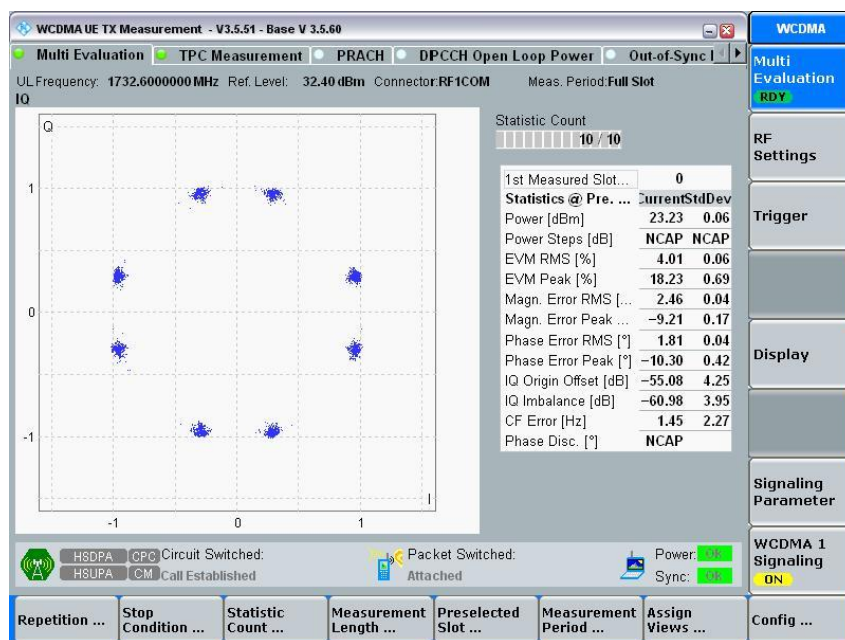 WCDMA UE TX Measurement - V3.5.51 - Base V 3.5.60
WCDMA
Multi Evaluation TPC Measurement PRACH DPCCH Open Loop Power Out-of-Sync
UL Frequency: 1732.6000000 MHz Ref. Level: 32.40 dBm Connector:RF1COM Meas. Period:Full Slot
IQ
Q
1
0
-1
-1 0 1
I
Statistic Count
10 / 10
1st Measured Slot... 0
Statistics @ Pre. ... Current StdDev
Power [dBm] 23.23 0.06
Power Steps [dB] NCAP NCAP
EVM RMS [%] 4.01 0.06
EVM Peak [%] 18.23 0.69
Magn. Error RMS [... 2.46 0.04
Magn. Error Peak ... −9.21 0.17
Phase Error RMS [°] 1.81 0.04
Phase Error Peak [°] −10.30 0.42
IQ Origin Offset [dB] −55.08 4.25
IQ Imbalance [dB] −60.98 3.95
CF Error [Hz] 1.45 2.27
Phase Disc. [°] NCAP
Multi
Evaluation
RDY
RF
Settings
Trigger
Display
Signaling
Parameter
WCDMA 1
Signaling
ON
HSDPA CPC Circuit Switched: Packet Switched: Power: OK
HSUPA CM Call Established Attached Sync: OK
Repetition ...
Stop
Condition ...
Statistic
Count ...
Measurement
Length ...
Preselected
Slot ...
Measurement
Period ...
Assign
Views ...
Config ...